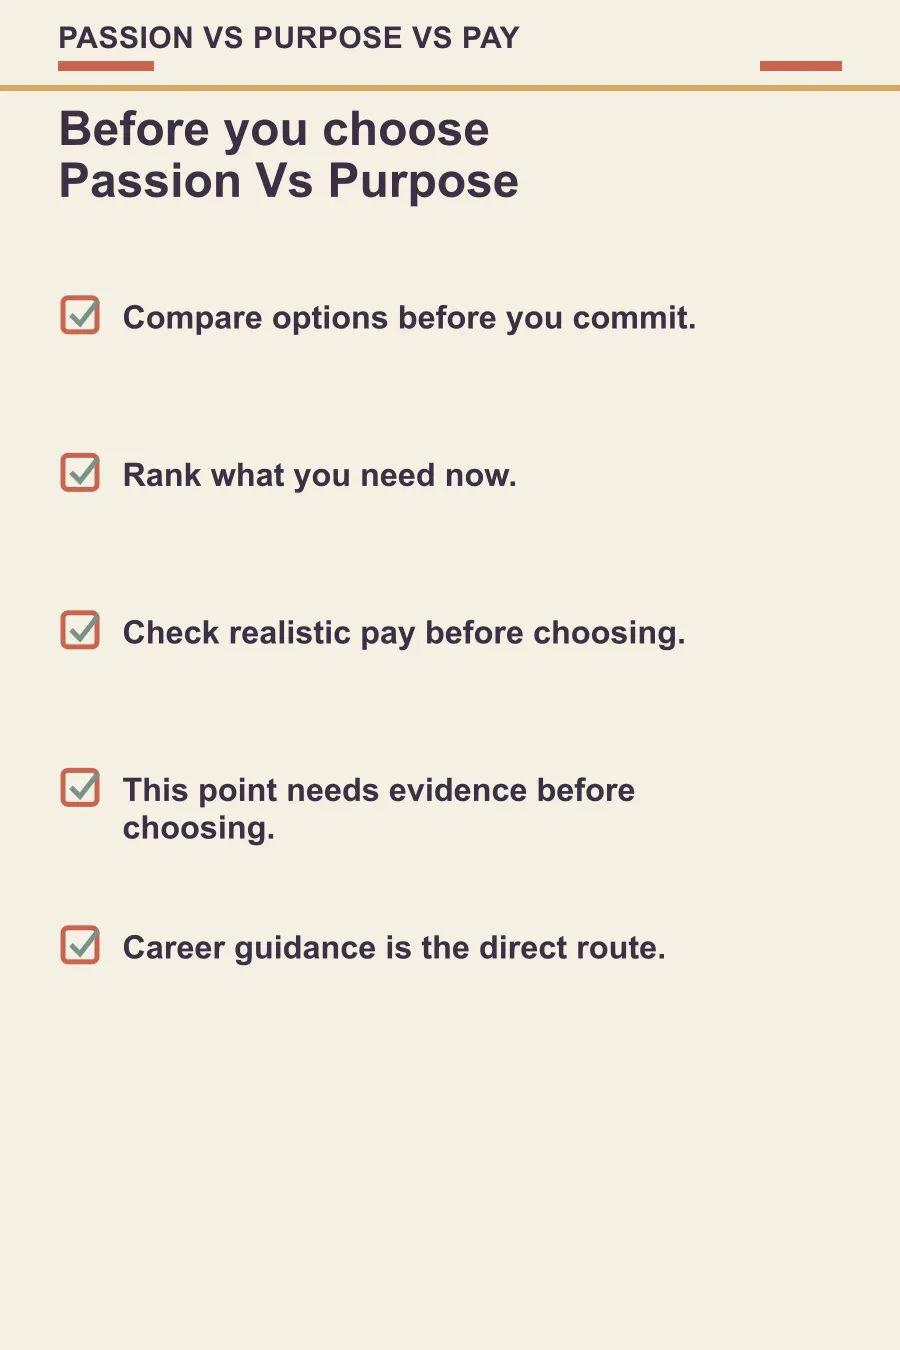 PASSION VS PURPOSE VS PAY
Before you choose
Passion Vs Purpose
Compare options before you commit.
Rank what you need now.
Check realistic pay before choosing.
This point needs evidence before
choosing.
Career guidance is the direct route.